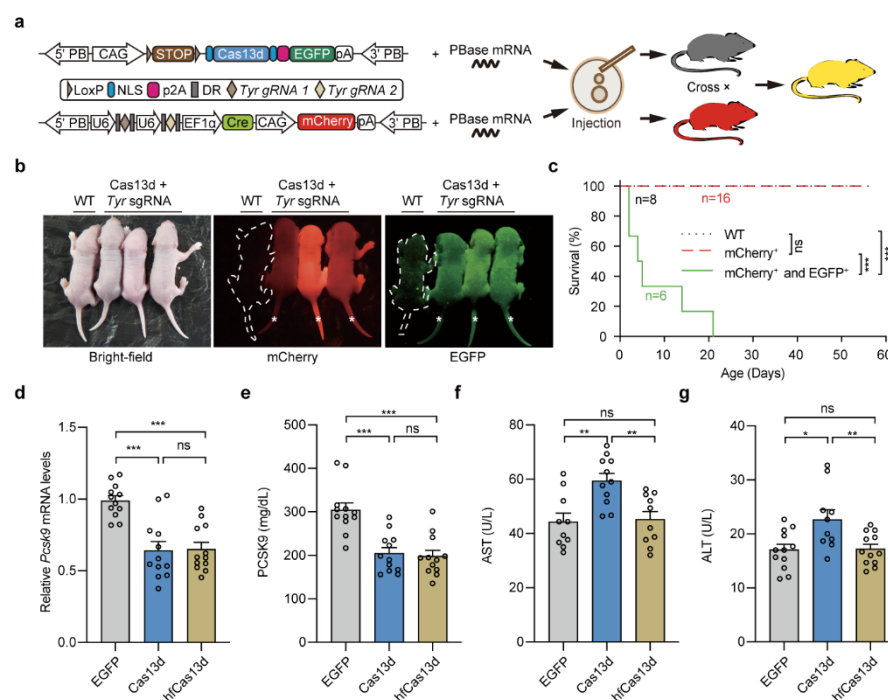 a
5' PB CAG STOP Cas13d EGFP pA 3' PB + PBase mRNA
LoxP NLS p2A DR Tyr gRNA 1 Tyr gRNA 2
5' PB U6 U6 EF1α Cre CAG mCherry pA 3' PB + PBase mRNA
Injection
Cross ×
b
WT Cas13d + Tyr sgRNA
WT Cas13d + Tyr sgRNA
WT Cas13d + Tyr sgRNA
* * *
* * *
Bright-field
mCherry
EGFP
c
Survival (%)
100
80
60
40
20
0
n=8
n=16
n=6
WT
mCherry⁺
mCherry⁺ and EGFP⁺
ns
***
***
0 10 20 30 40 50 60
Age (Days)
d
Relative Pcsk9 mRNA levels
1.5
1.0
0.5
0.0
***
***
ns
EGFP
Cas13d
hfCas13d
e
PCSK9 (mg/dL)
500
400
300
200
100
0
***
***
ns
EGFP
Cas13d
hfCas13d
f
AST (U/L)
80
60
40
20
0
ns
**
**
EGFP
Cas13d
hfCas13d
g
ALT (U/L)
40
30
20
10
0
ns
*
**
EGFP
Cas13d
hfCas13d